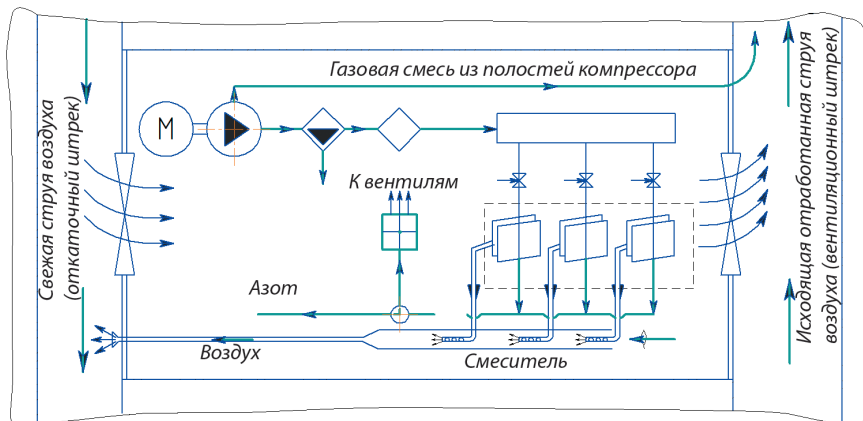 Свежая струя воздуха
(откаточный штрек)
Газовая смесь из полостей компрессора
М
К вентилям
Азот
Воздух
Смеситель
Исходящая отработанная струя
воздуха (вентиляционный штрек)